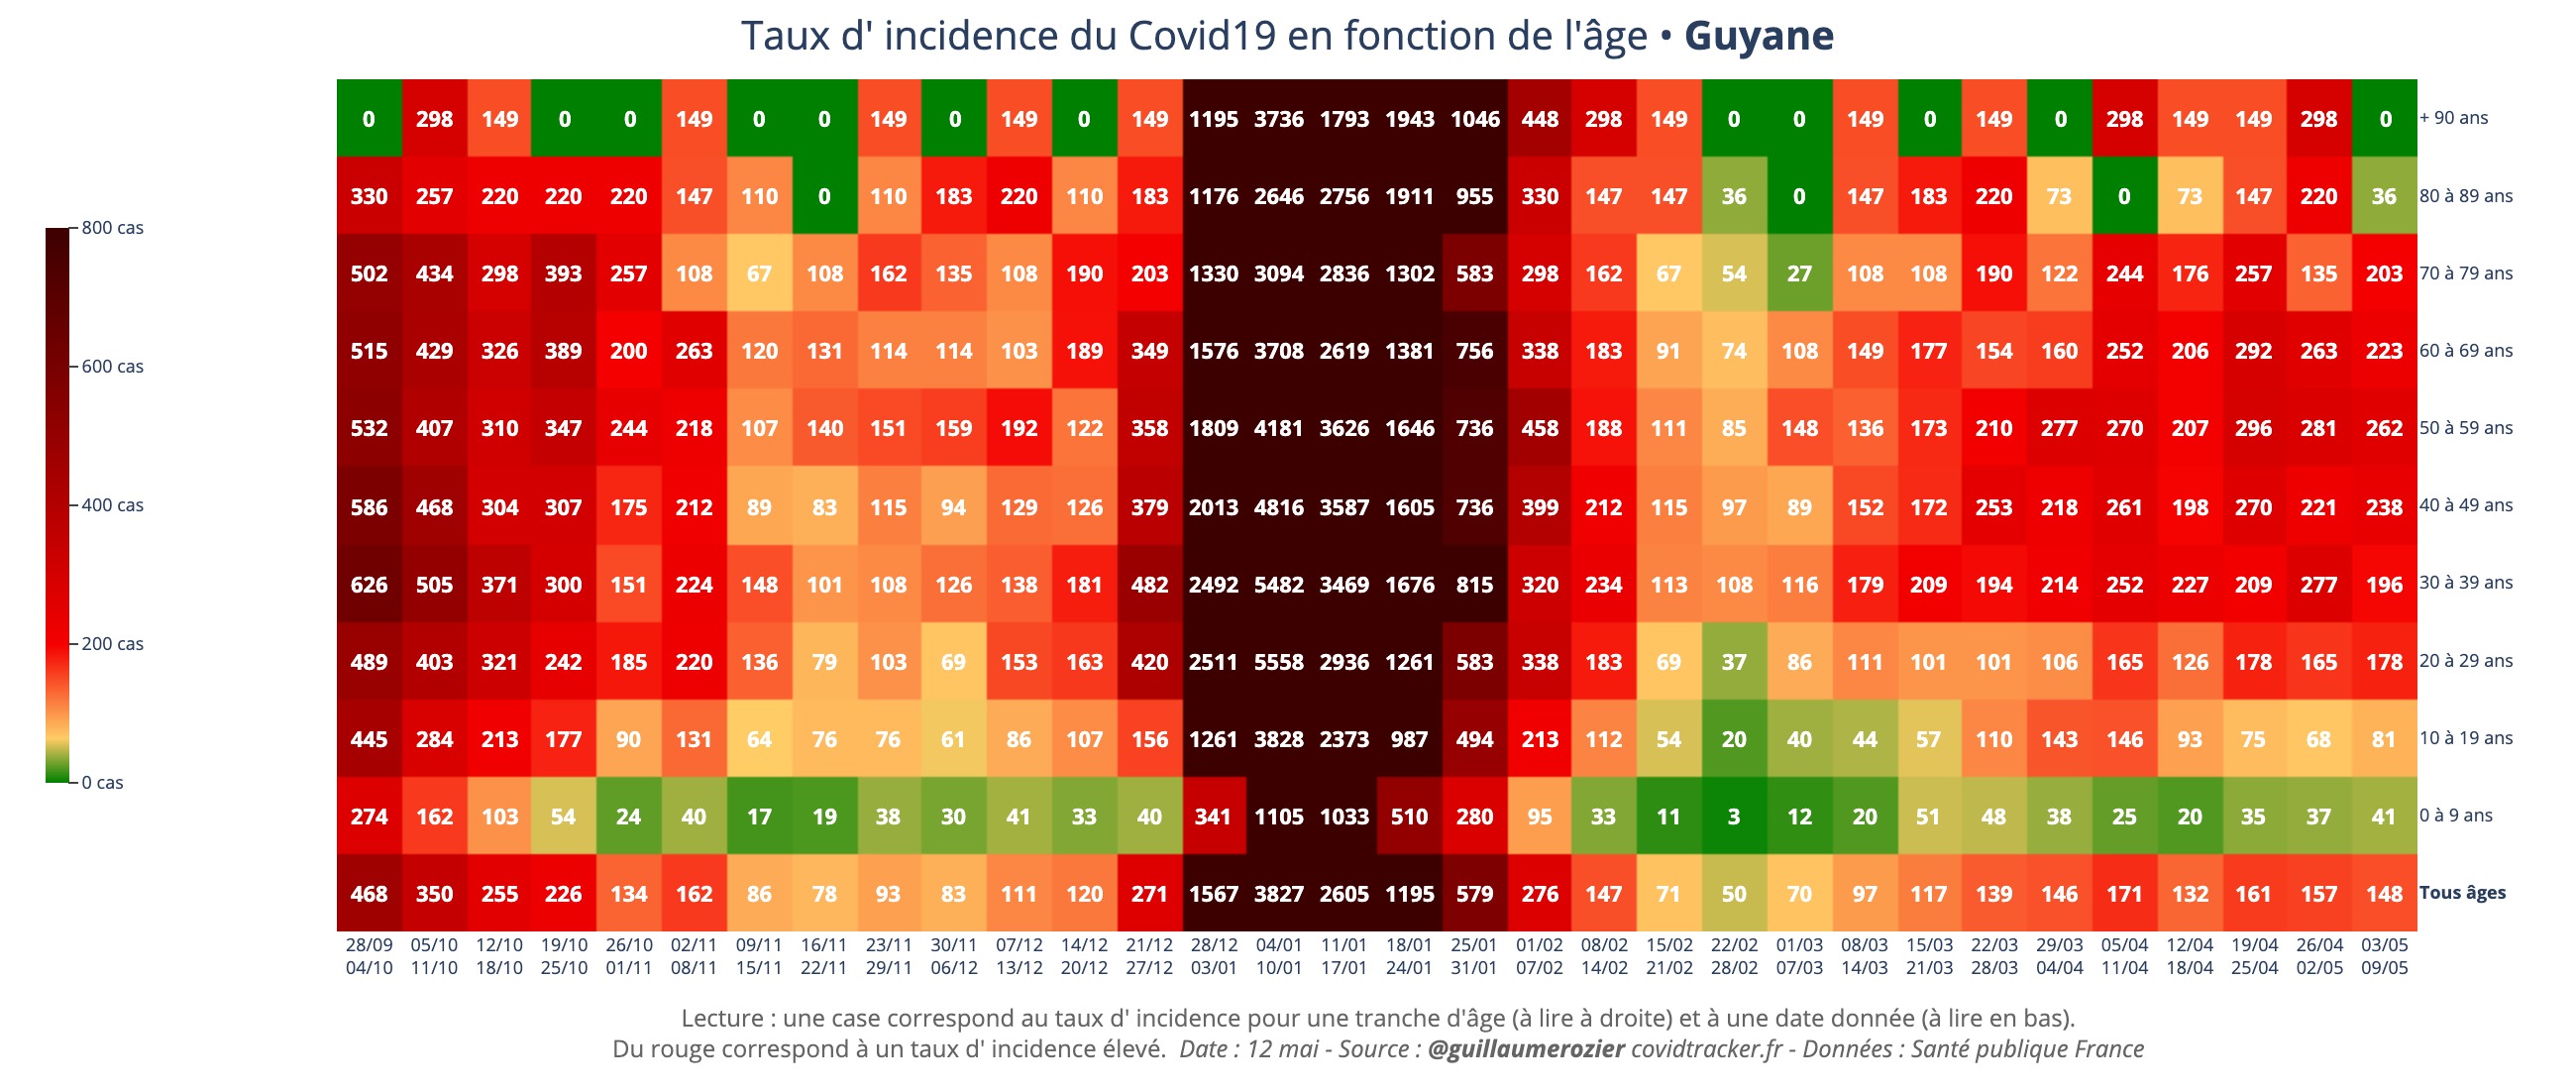 Taux d' incidence du Covid19 en fonction de l'âge • Guyane
800 cas
600 cas
400 cas
200 cas
0 cas
0 298 149 0 0 149 0 0 149 0 149 0 149 1195 3736 1793 1943 1046 448 298 149 0 0 149 0 149 0 298 149 149 298 0 + 90 ans
330 257 220 220 220 147 110 0 110 183 220 110 183 1176 2646 2756 1911 955 330 147 147 36 0 147 183 220 73 0 73 147 220 36 80 à 89 ans
502 434 298 393 257 108 67 108 162 135 108 190 203 1330 3094 2836 1302 583 298 162 67 54 27 108 108 190 122 244 176 257 135 203 70 à 79 ans
515 429 326 389 200 263 120 131 114 114 103 189 349 1576 3708 2619 1381 756 338 183 91 74 108 149 177 154 160 252 206 292 263 223 60 à 69 ans
532 407 310 347 244 218 107 140 151 159 192 122 358 1809 4181 3626 1646 736 458 188 111 85 148 136 173 210 277 270 207 296 281 262 50 à 59 ans
586 468 304 307 175 212 89 83 115 94 129 126 379 2013 4816 3587 1605 736 399 212 115 97 89 152 172 253 218 261 198 270 221 238 40 à 49 ans
626 505 371 300 151 224 148 101 108 126 138 181 482 2492 5482 3469 1676 815 320 234 113 108 116 179 209 194 214 252 227 209 277 196 30 à 39 ans
489 403 321 242 185 220 136 79 103 69 153 163 420 2511 5558 2936 1261 583 338 183 69 37 86 111 101 101 106 165 126 178 165 178 20 à 29 ans
445 284 213 177 90 131 64 76 76 61 86 107 156 1261 3828 2373 987 494 213 112 54 20 40 44 57 110 143 146 93 75 68 81 10 à 19 ans
274 162 103 54 24 40 17 19 38 30 41 33 40 341 1105 1033 510 280 95 33 11 3 12 20 51 48 38 25 20 35 37 41 0 à 9 ans
468 350 255 226 134 162 86 78 93 83 111 120 271 1567 3827 2605 1195 579 276 147 71 50 70 97 117 139 146 171 132 161 157 148 Tous âges
28/09 05/10 12/10 19/10 26/10 02/11 09/11 16/11 23/11 30/11 07/12 14/12 21/12 28/12 04/01 11/01 18/01 25/01 01/02 08/02 15/02 22/02 01/03 08/03 15/03 22/03 29/03 05/04 12/04 19/04 26/04 03/05
04/10 11/10 18/10 25/10 01/11 08/11 15/11 22/11 29/11 06/12 13/12 20/12 27/12 03/01 10/01 17/01 24/01 31/01 07/02 14/02 21/02 28/02 07/03 14/03 21/03 28/03 04/04 11/04 18/04 25/04 02/05 09/05
Lecture : une case correspond au taux d' incidence pour une tranche d'âge (à lire à droite) et à une date donnée (à lire en bas).
Du rouge correspond à un taux d' incidence élevé. Date : 12 mai - Source : @guillaumerozier covidtracker.fr - Données : Santé publique France